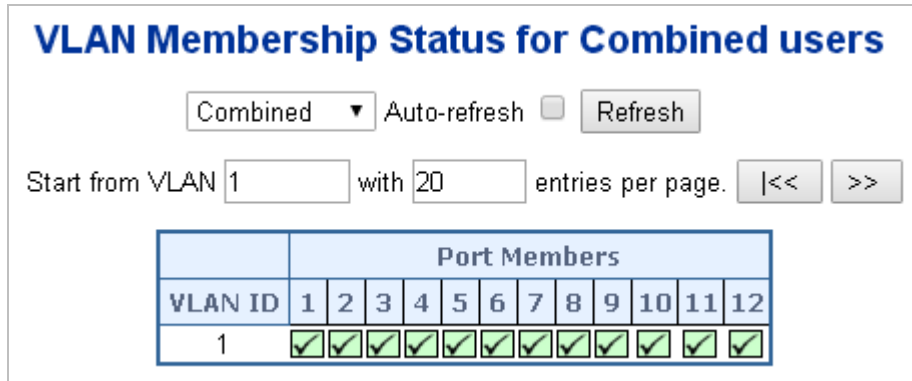 VLAN Membership Status for Combined users
Combined Auto-refresh Refresh
Start from VLAN 1 with 20 entries per page. |<< >>
Port Members
VLAN ID 1 2 3 4 5 6 7 8 9 10 11 12
1